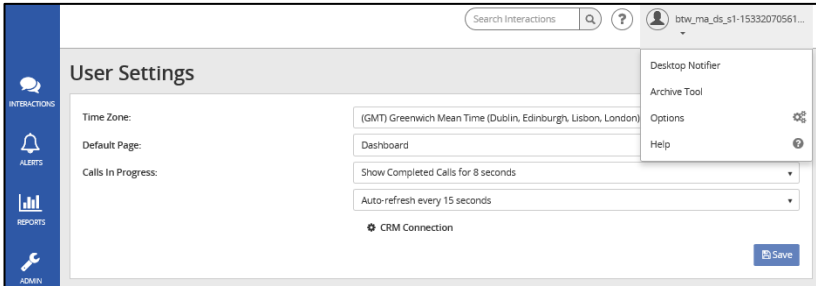 Search Interactions
?
btw_ma_ds_s1-15332070561...
Desktop Notifier
Archive Tool
Options
Help
INTERACTIONS
ALERTS
REPORTS
ADMIN
User Settings
Time Zone: (GMT) Greenwich Mean Time (Dublin, Edinburgh, Lisbon, London)
Default Page: Dashboard
Calls In Progress: Show Completed Calls for 8 seconds
Auto-refresh every 15 seconds
CRM Connection
Save